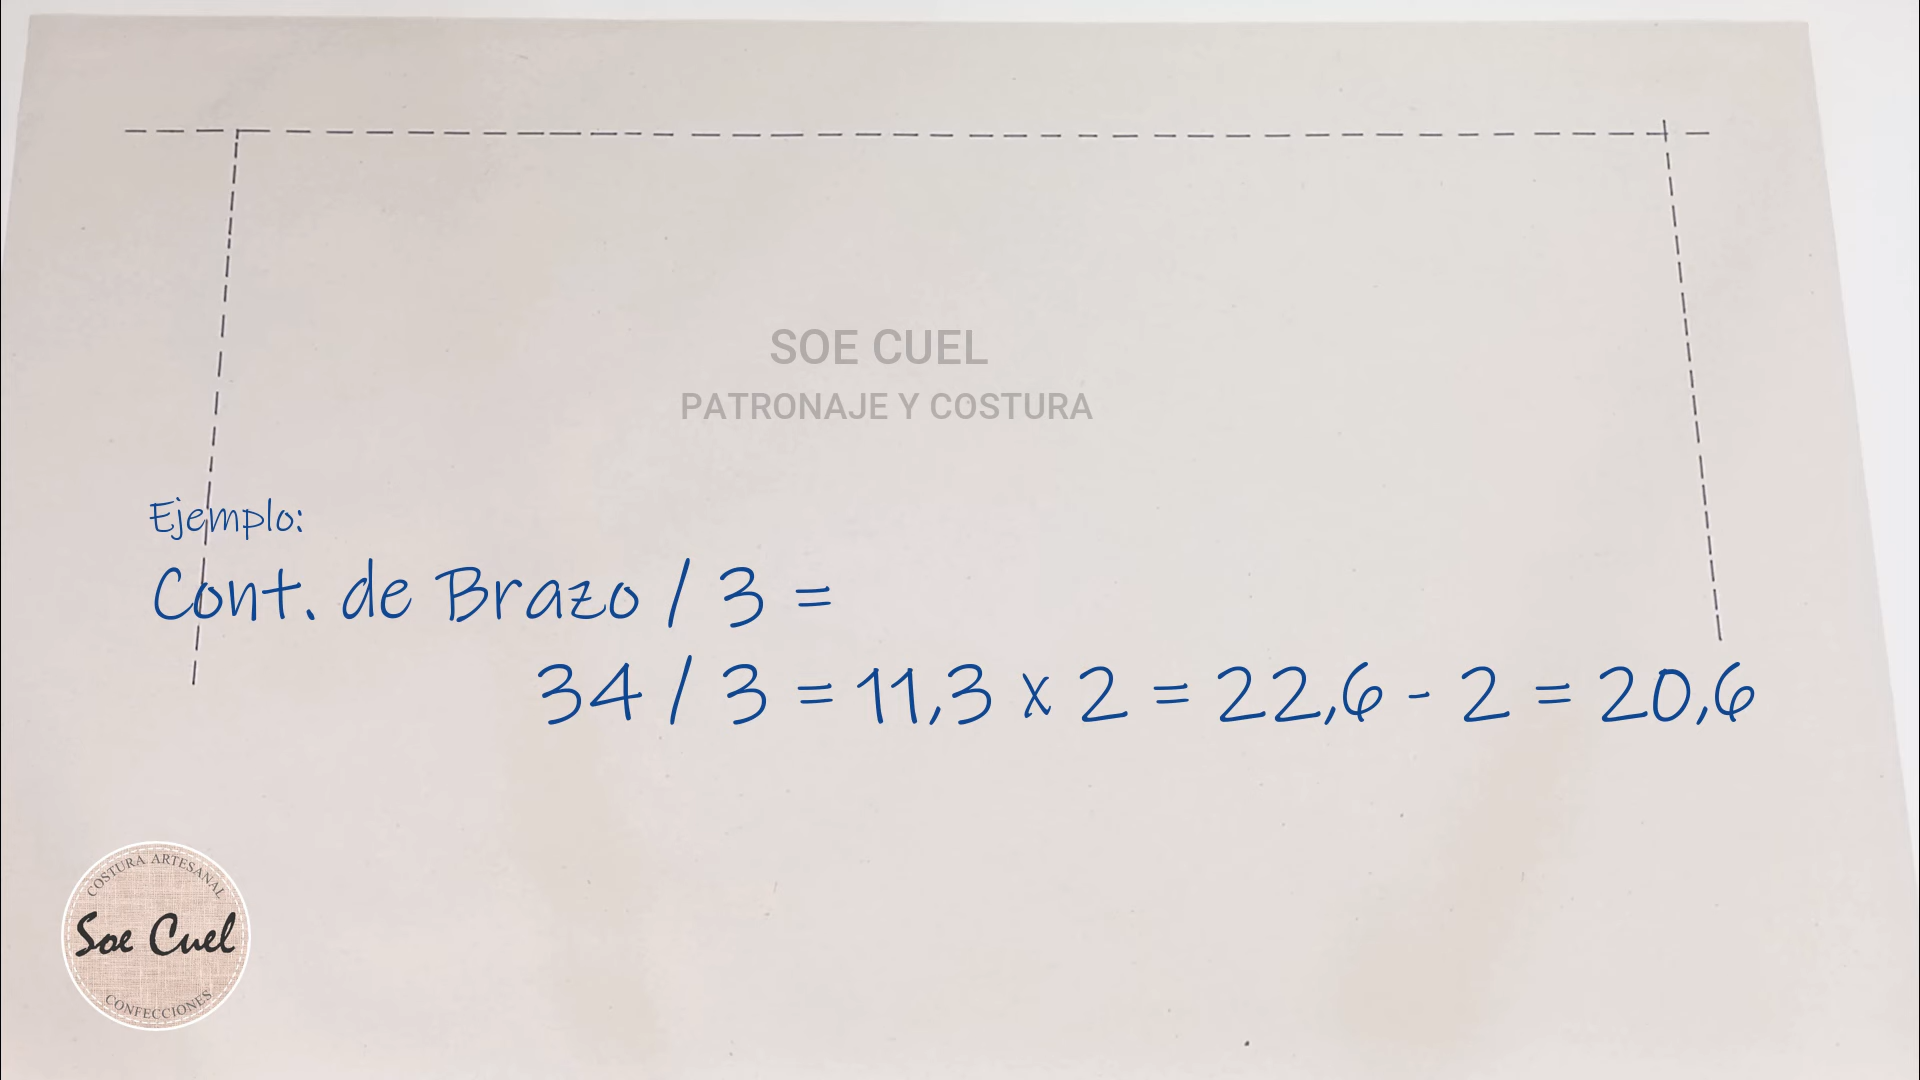 SOE CUEL
PATRONAJE Y COSTURA
Ejemplo:
Cont. de Brazo / 3 =
34 / 3 = 11,3 x 2 = 22,6 - 2 = 20,6
COSTURA ARTESANAL
Soe Cuel
CONFECCIONES